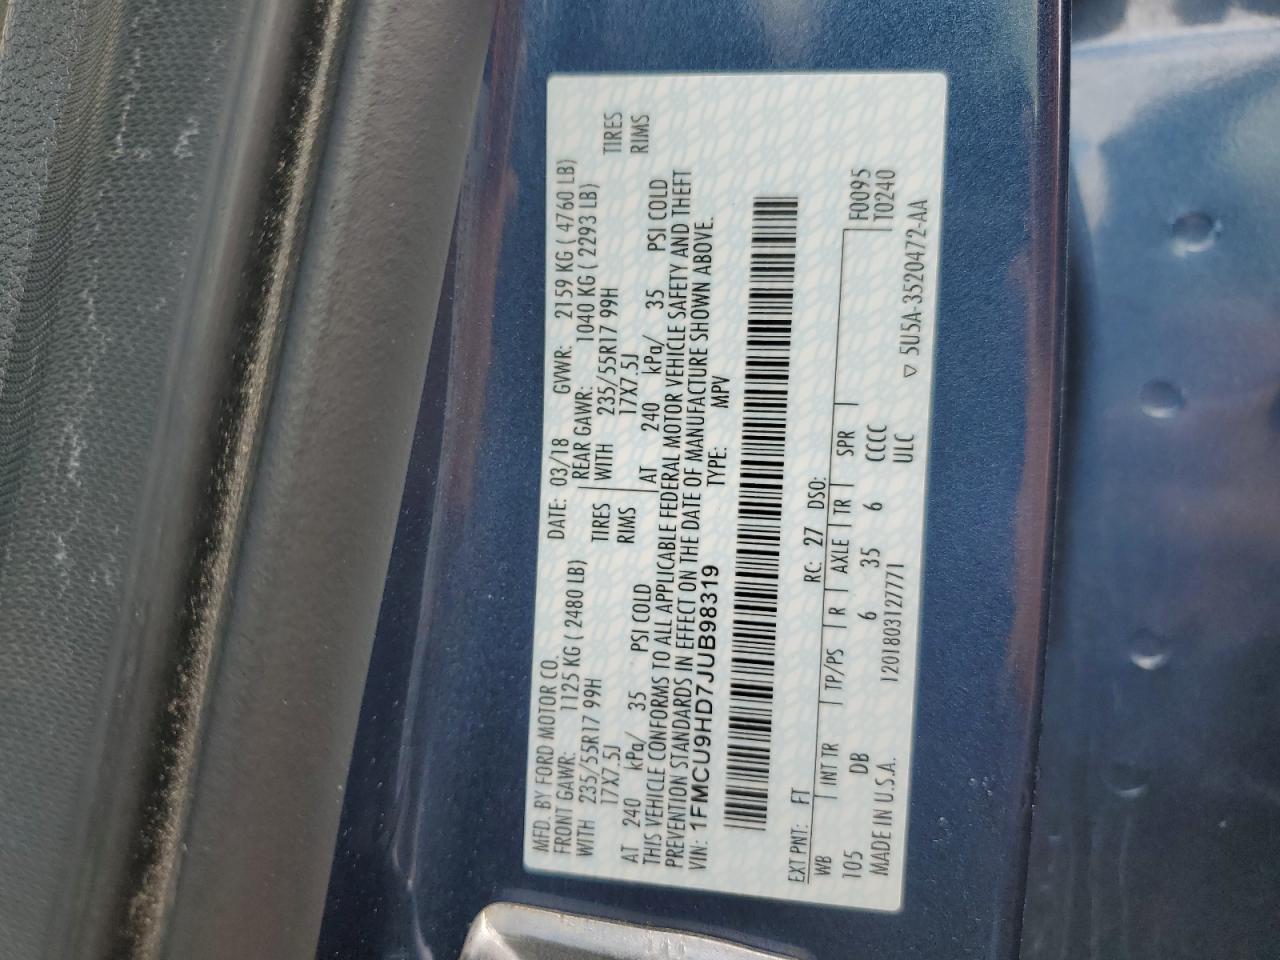 MFD. BY FORD MOTOR CO.
DATE: 03/18 GVWR: 2159 KG ( 4760 LB)
FRONT GAWR: 1125 KG ( 2480 LB) REAR GAWR: 1040 KG ( 2293 LB)
WITH 235/55R17 99H TIRES WITH 235/55R17 99H TIRES
17X7.5J RIMS 17X7.5J RIMS
AT 240 kPa/ 35 PSI COLD AT 240 kPa/ 35 PSI COLD
THIS VEHICLE CONFORMS TO ALL APPLICABLE FEDERAL MOTOR VEHICLE SAFETY AND THEFT
PREVENTION STANDARDS IN EFFECT ON THE DATE OF MANUFACTURE SHOWN ABOVE.
VIN: 1FMCU9HD7JUB98319 TYPE: MPV
EXT PNT: FT RC: 27 DSO: F0095
WB INT TR TP/PS R AXLE TR SPR T0240
105 DB 6 35 6 CCCC
MADE IN U.S.A. 120180312​7771 ULC ▽ 5U5A-3520472-AA